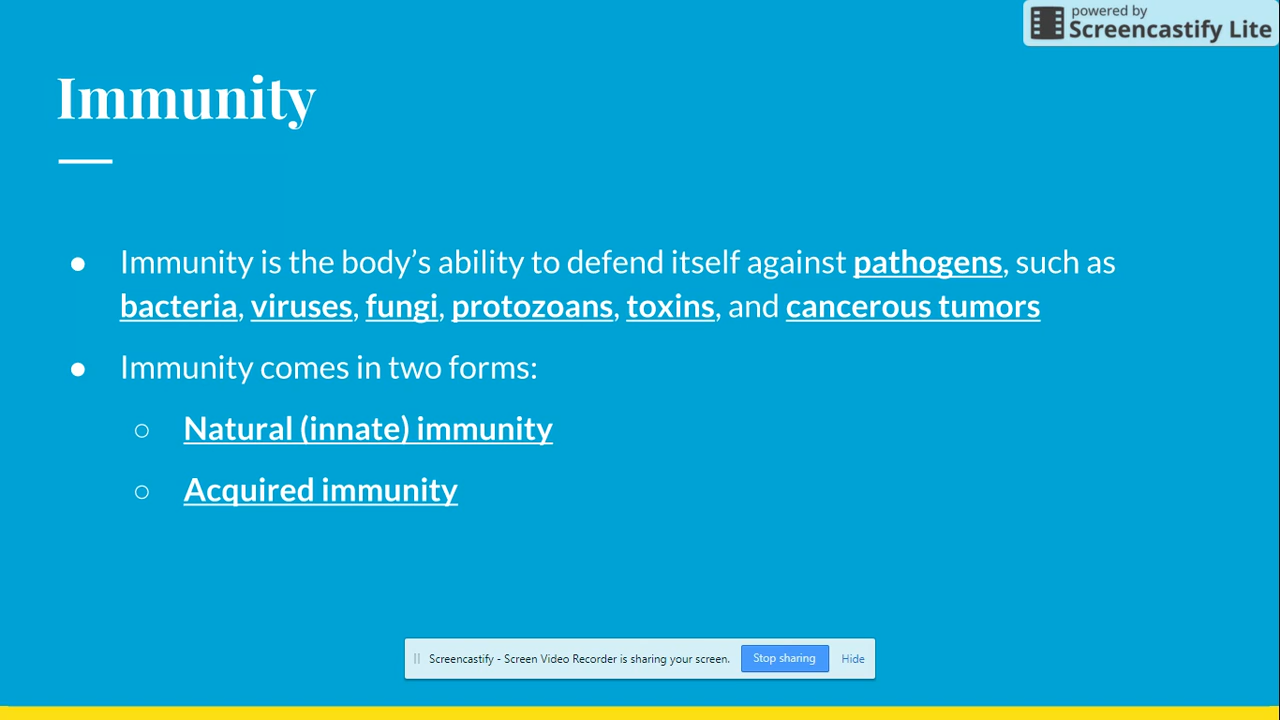 powered by
Screencastify Lite
Immunity
● Immunity is the body’s ability to defend itself against pathogens, such as
bacteria, viruses, fungi, protozoans, toxins, and cancerous tumors
● Immunity comes in two forms:
○ Natural (innate) immunity
○ Acquired immunity
Screencastify - Screen Video Recorder is sharing your screen. Stop sharing Hide